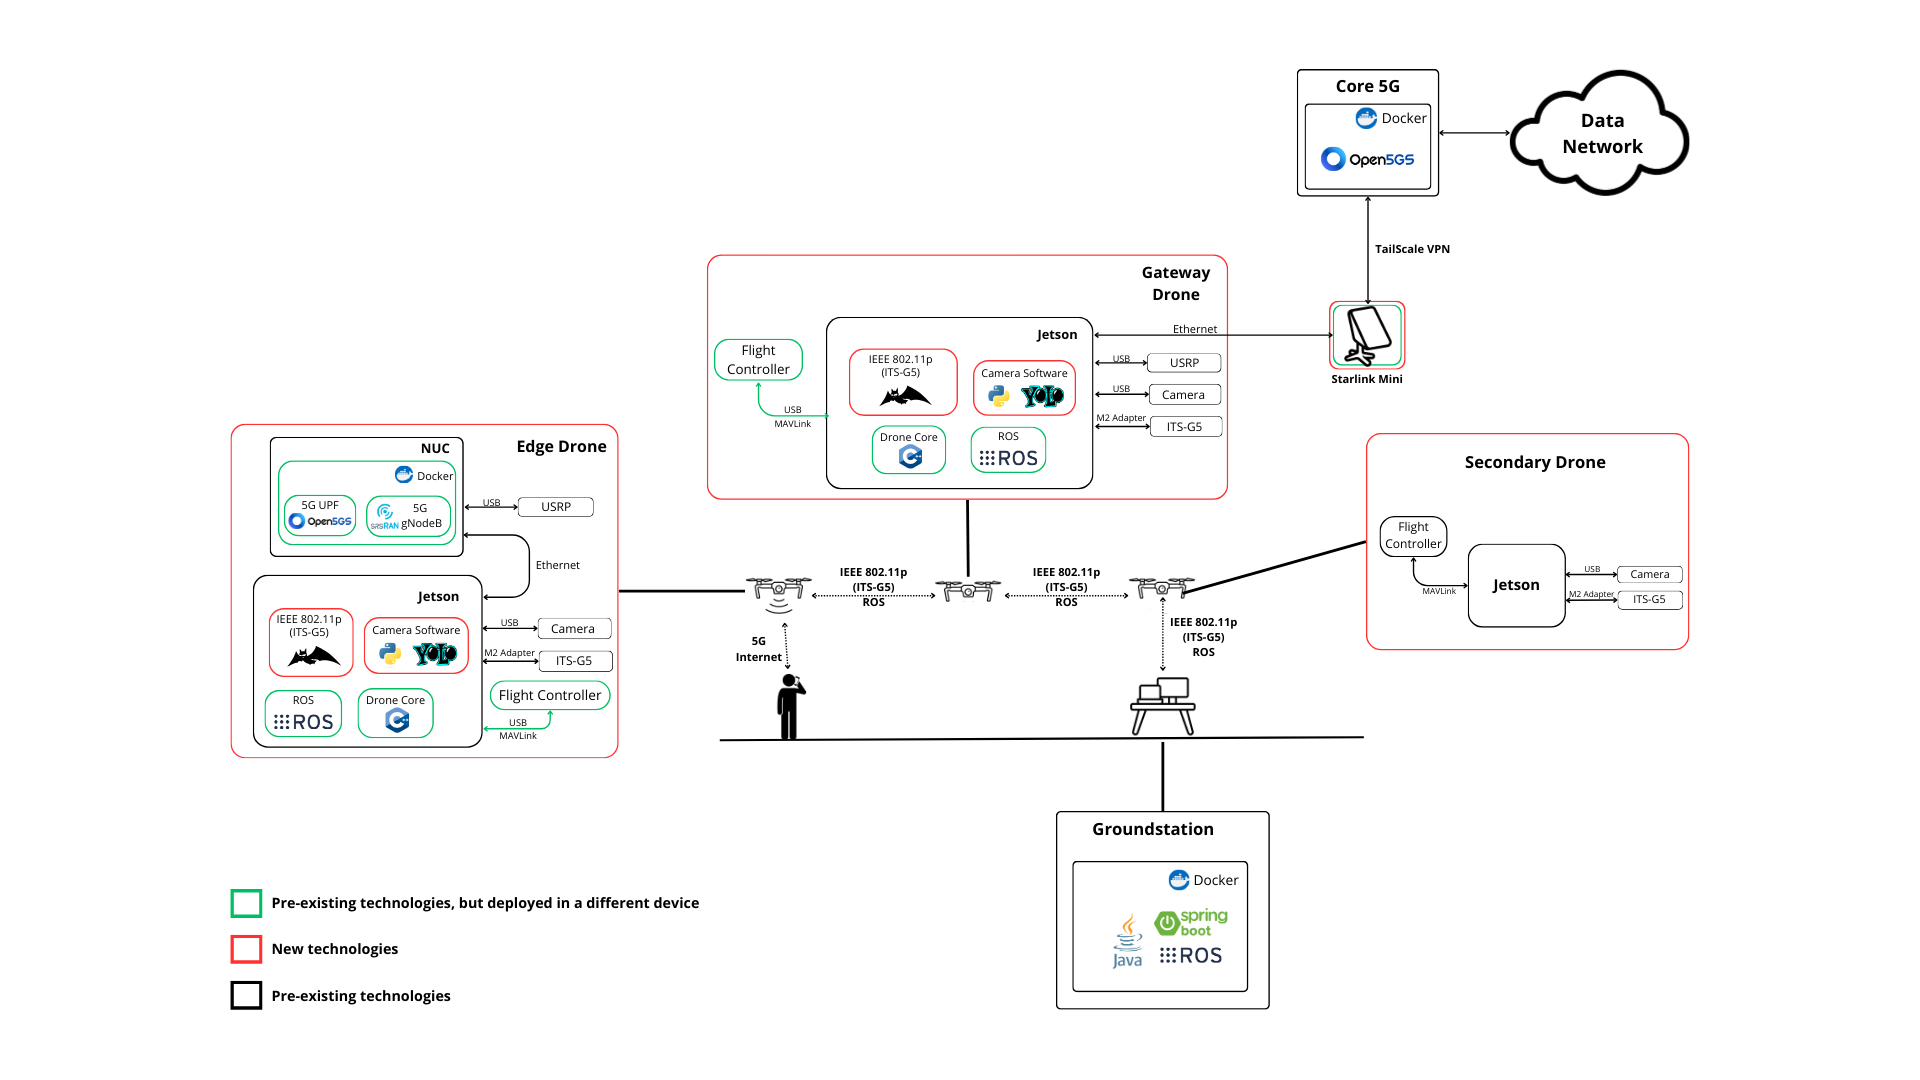 Core 5G
Docker
Open5GS
Data
Network
TailScale VPN
Starlink Mini
Gateway
Drone
Flight
Controller
USB
MAVLink
Jetson
IEEE 802.11p
(ITS-G5)
Camera Software
YOLO
Drone Core
ROS
ROS
Ethernet
USB
USRP
USB
Camera
M2 Adapter
ITS-G5
Edge Drone
NUC
Docker
5G UPF
Open5GS
5G
gNodeB
SRSRAN
USB
USRP
Ethernet
Jetson
IEEE 802.11p
(ITS-G5)
Camera Software
YOLO
ROS
ROS
Drone Core
USB
Camera
M2 Adapter
ITS-G5
Flight Controller
USB
MAVLink
Secondary Drone
Flight
Controller
MAVLink
Jetson
USB
Camera
M2 Adapter
ITS-G5
IEEE 802.11p
(ITS-G5)
ROS
IEEE 802.11p
(ITS-G5)
ROS
5G
Internet
IEEE 802.11p
(ITS-G5)
ROS
Groundstation
Docker
Java
spring
boot
ROS
Pre-existing technologies, but deployed in a different device
New technologies
Pre-existing technologies